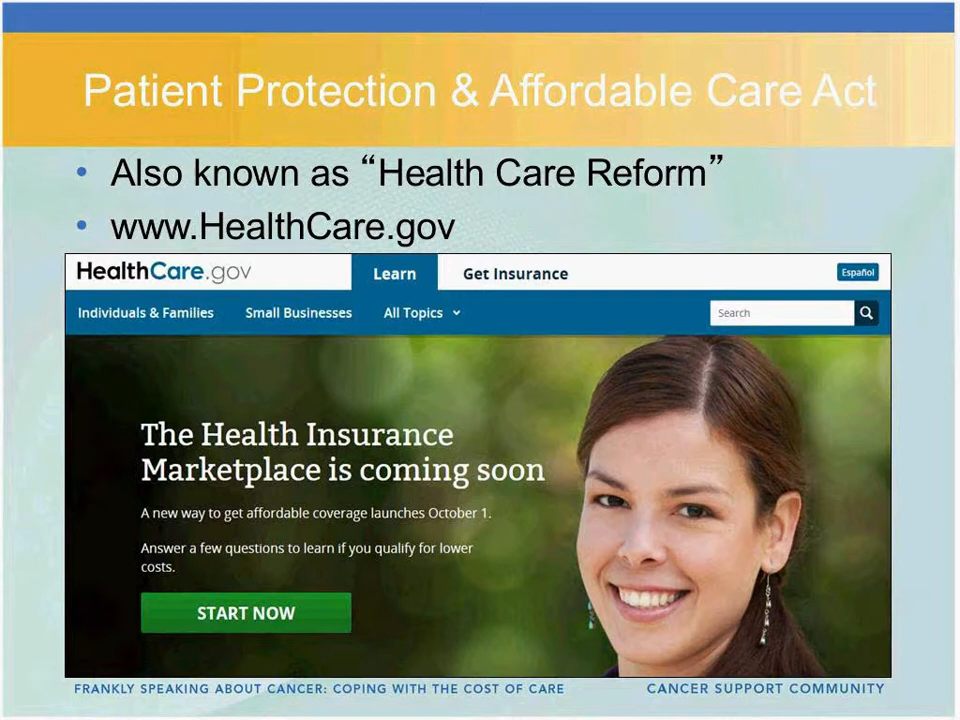 Patient Protection & Affordable Care Act
• Also known as “Health Care Reform”
• www.HealthCare.gov
HealthCare.gov Learn Get Insurance Español
Individuals & Families Small Businesses All Topics Search
The Health Insurance
Marketplace is coming soon
A new way to get affordable coverage launches October 1.
Answer a few questions to learn if you qualify for lower
costs.
START NOW
FRANKLY SPEAKING ABOUT CANCER: COPING WITH THE COST OF CARE CANCER SUPPORT COMMUNITY